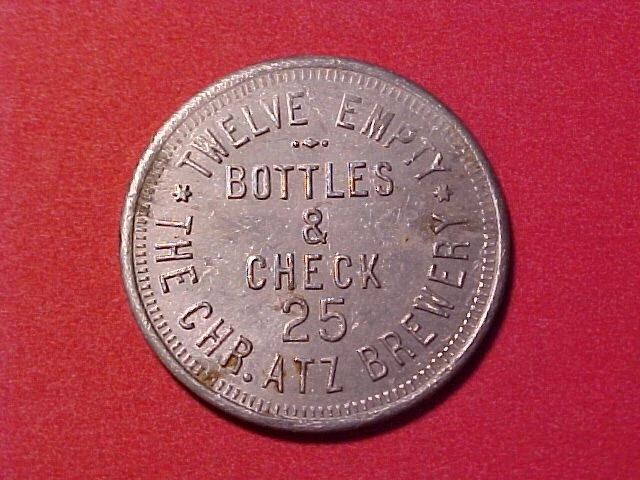 TWELVE EMPTY
BOTTLES
&
CHECK
25
THE CHR. ATZ BREWERY